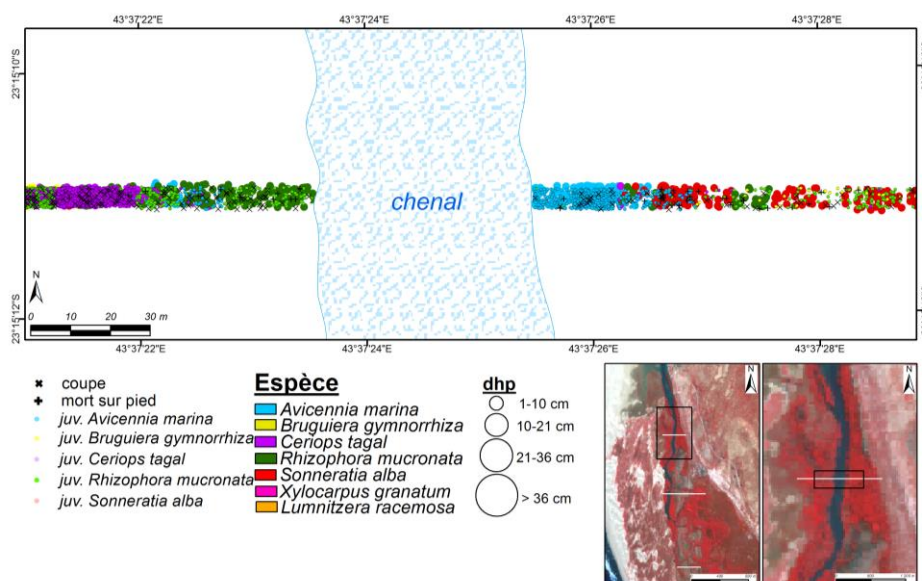 43°37'22"E
43°37'24"E
43°37'26"E
43°37'28"E
23°15'10"S
chenal
N
0 10 20 30 m
23°15'12"S
43°37'22"E
43°37'24"E
43°37'26"E
43°37'28"E
coupe
mort sur pied
juv. Avicennia marina
juv. Bruguiera gymnorrhiza
juv. Ceriops tagal
juv. Rhizophora mucronata
juv. Sonneratia alba
Espèce
Avicennia marina
Bruguiera gymnorrhiza
Ceriops tagal
Rhizophora mucronata
Sonneratia alba
Xylocarpus granatum
Lumnitzera racemosa
dhp
1-10 cm
10-21 cm
21-36 cm
> 36 cm
N
N